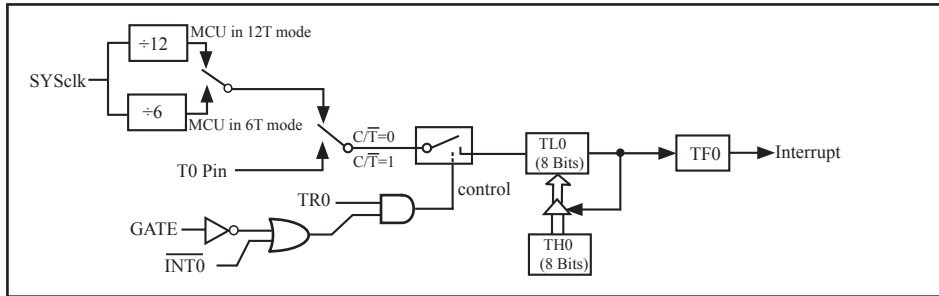 MCU in 12T mode
÷12
SYSclk
÷6
MCU in 6T mode
C/T̅=0
C/T̅=1
T0 Pin
TL0
(8 Bits)
TF0
Interrupt
control
TR0
GATE
I̅N̅T̅0̅
TH0
(8 Bits)